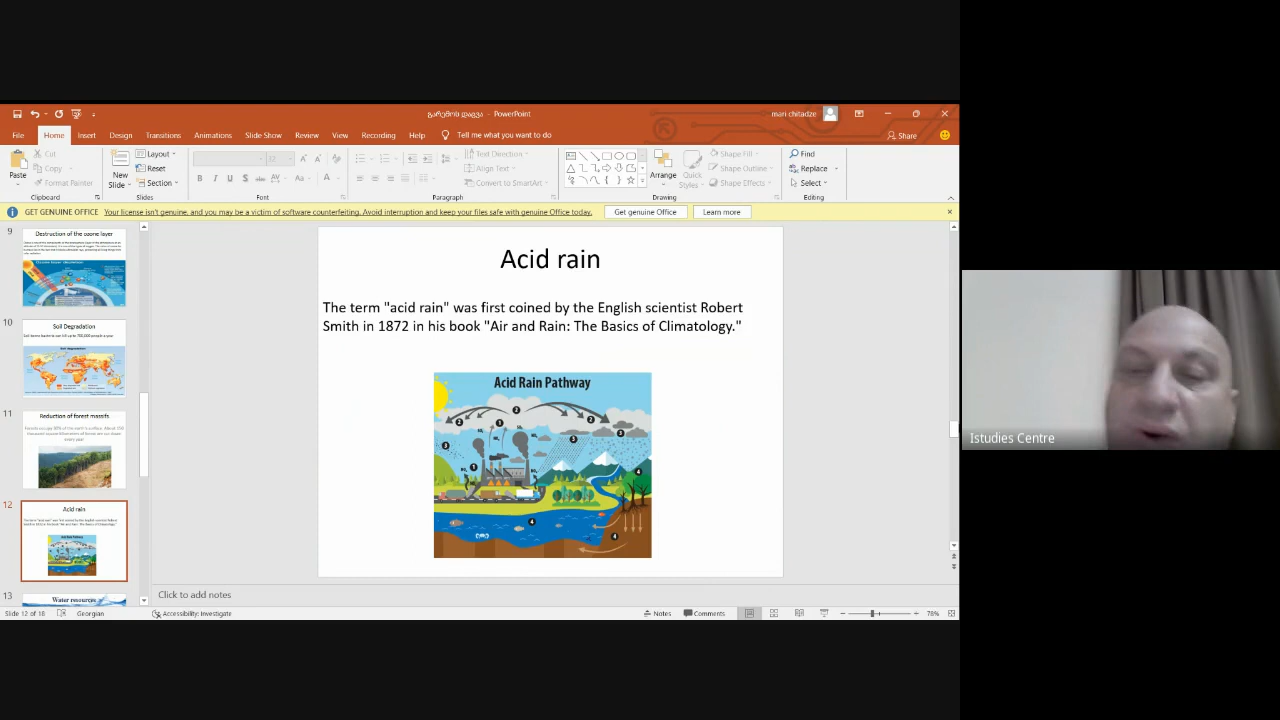 გარემოს დაცვა - PowerPoint
mari chitadze
File Home Insert Design Transitions Animations Slide Show Review View Recording Help Tell me what you want to do
Share
Paste
Cut
Copy
Format Painter
Clipboard
New Slide
Layout
Reset
Section
Slides
Font
Text Direction
Align Text
Convert to SmartArt
Paragraph
Arrange
Quick Styles
Shape Fill
Shape Outline
Shape Effects
Drawing
Find
Replace
Select
Editing
GET GENUINE OFFICE Your license isn't genuine, and you may be a victim of software counterfeiting. Avoid interruption and keep your files safe with genuine Office today. Get genuine Office Learn more
9
Destruction of the ozone layer
10
Soil Degradation
11
Reduction of forest massifs
12
Acid rain
13
Water resources
Acid rain
The term "acid rain" was first coined by the English scientist Robert
Smith in 1872 in his book "Air and Rain: The Basics of Climatology."
Acid Rain Pathway
Click to add notes
Slide 12 of 18 Georgian Accessibility: Investigate Notes Comments 78%
Istudies Centre